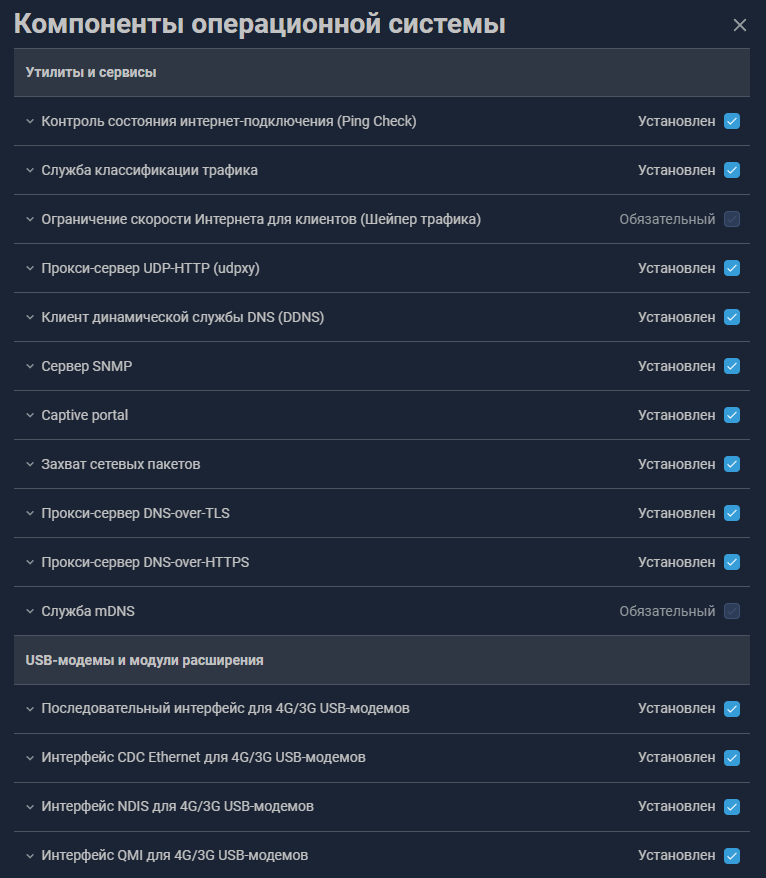 Компоненты операционной системы
Утилиты и сервисы
Контроль состояния интернет-подключения (Ping Check) Установлен
Служба классификации трафика Установлен
Ограничение скорости Интернета для клиентов (Шейпер трафика) Обязательный
Прокси-сервер UDP-HTTP (udpxy) Установлен
Клиент динамической службы DNS (DDNS) Установлен
Сервер SNMP Установлен
Captive portal Установлен
Захват сетевых пакетов Установлен
Прокси-сервер DNS-over-TLS Установлен
Прокси-сервер DNS-over-HTTPS Установлен
Служба mDNS Обязательный
USB-модемы и модули расширения
Последовательный интерфейс для 4G/3G USB-модемов Установлен
Интерфейс CDC Ethernet для 4G/3G USB-модемов Установлен
Интерфейс NDIS для 4G/3G USB-модемов Установлен
Интерфейс QMI для 4G/3G USB-модемов Установлен